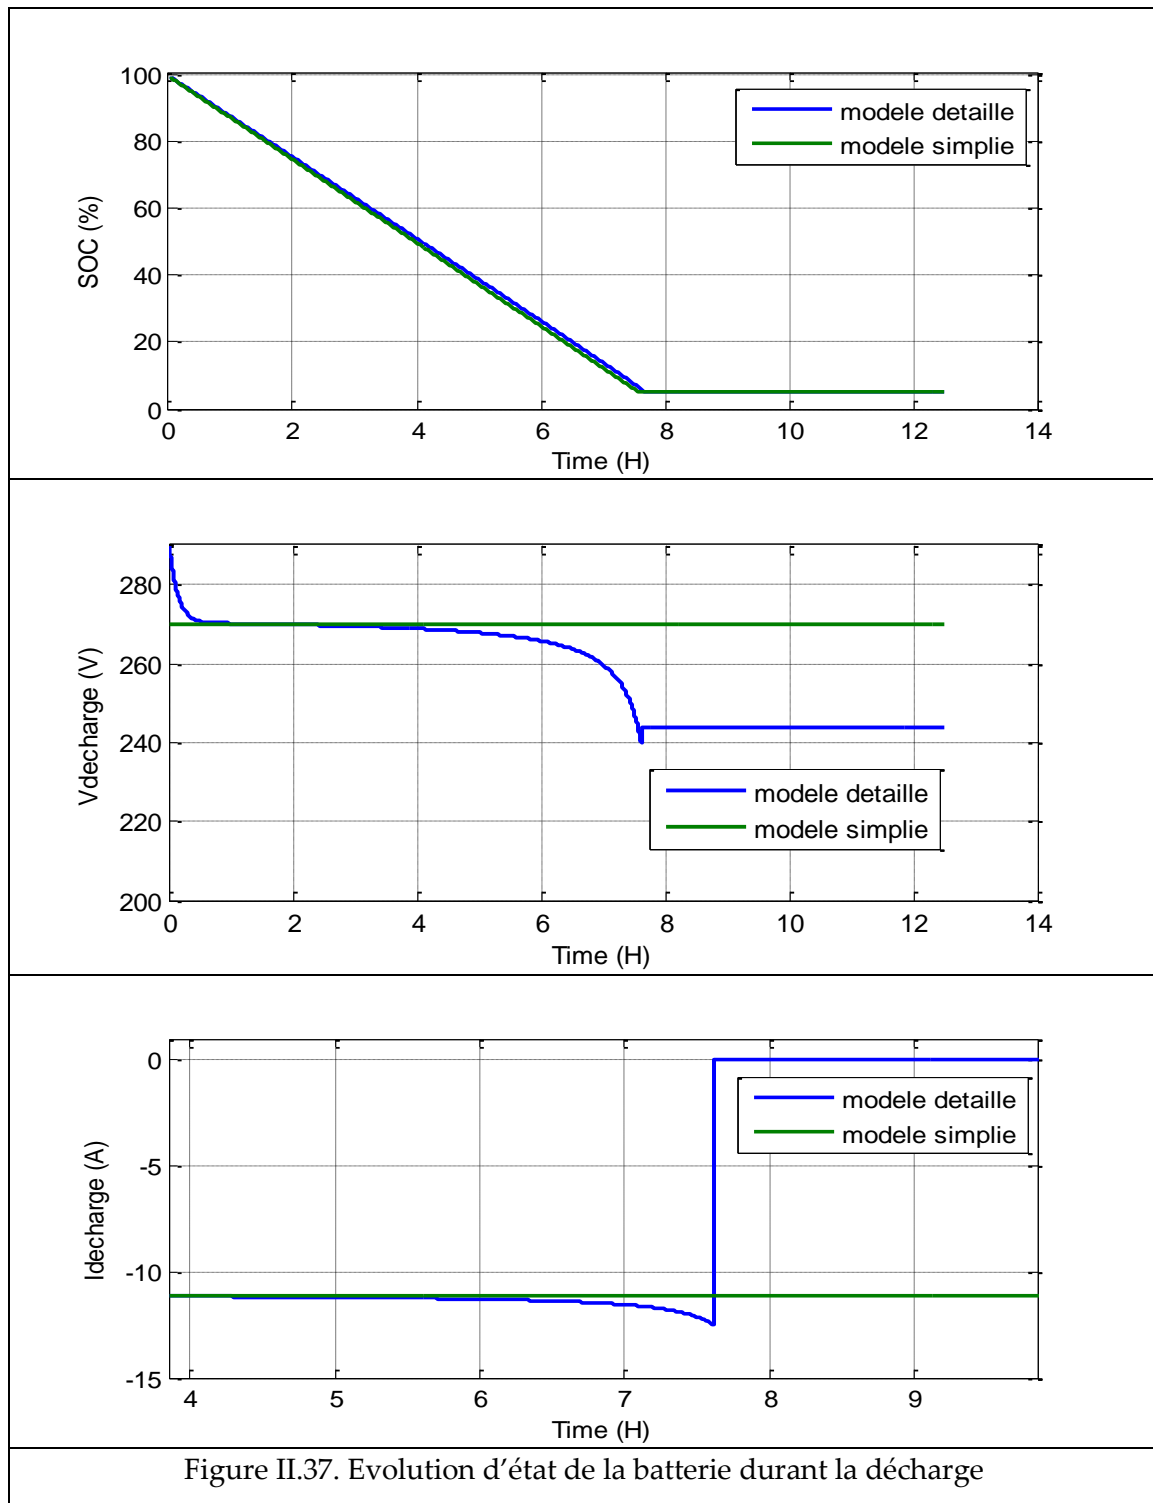 100
80
60
40
20
0
SOC (%)
modele detaille
modele simplie
0 2 4 6 8 10 12 14
Time (H)
280
260
240
220
200
Vdecharge (V)
modele detaille
modele simplie
0 2 4 6 8 10 12 14
Time (H)
0
-5
-10
-15
Idecharge (A)
modele detaille
modele simplie
4 5 6 7 8 9
Time (H)
Figure II.37. Evolution d’état de la batterie durant la décharge